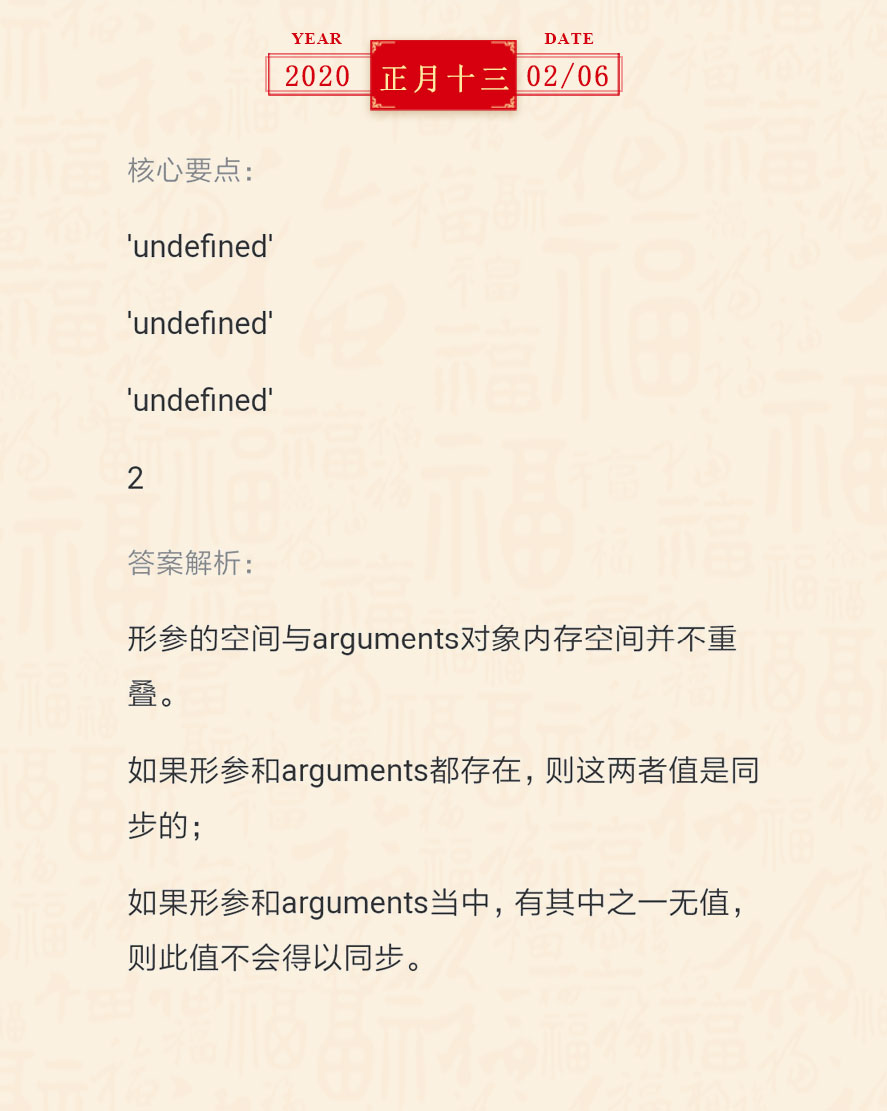 YEAR
DATE
2020
正月十三
02/06
核心要点：
'undefined'
'undefined'
'undefined'
2
答案解析：
形参的空间与arguments对象内存空间并不重
叠。
如果形参和arguments都存在，则这两者值是同
步的；
如果形参和arguments当中，有其中之一无值，
则此值不会得以同步。